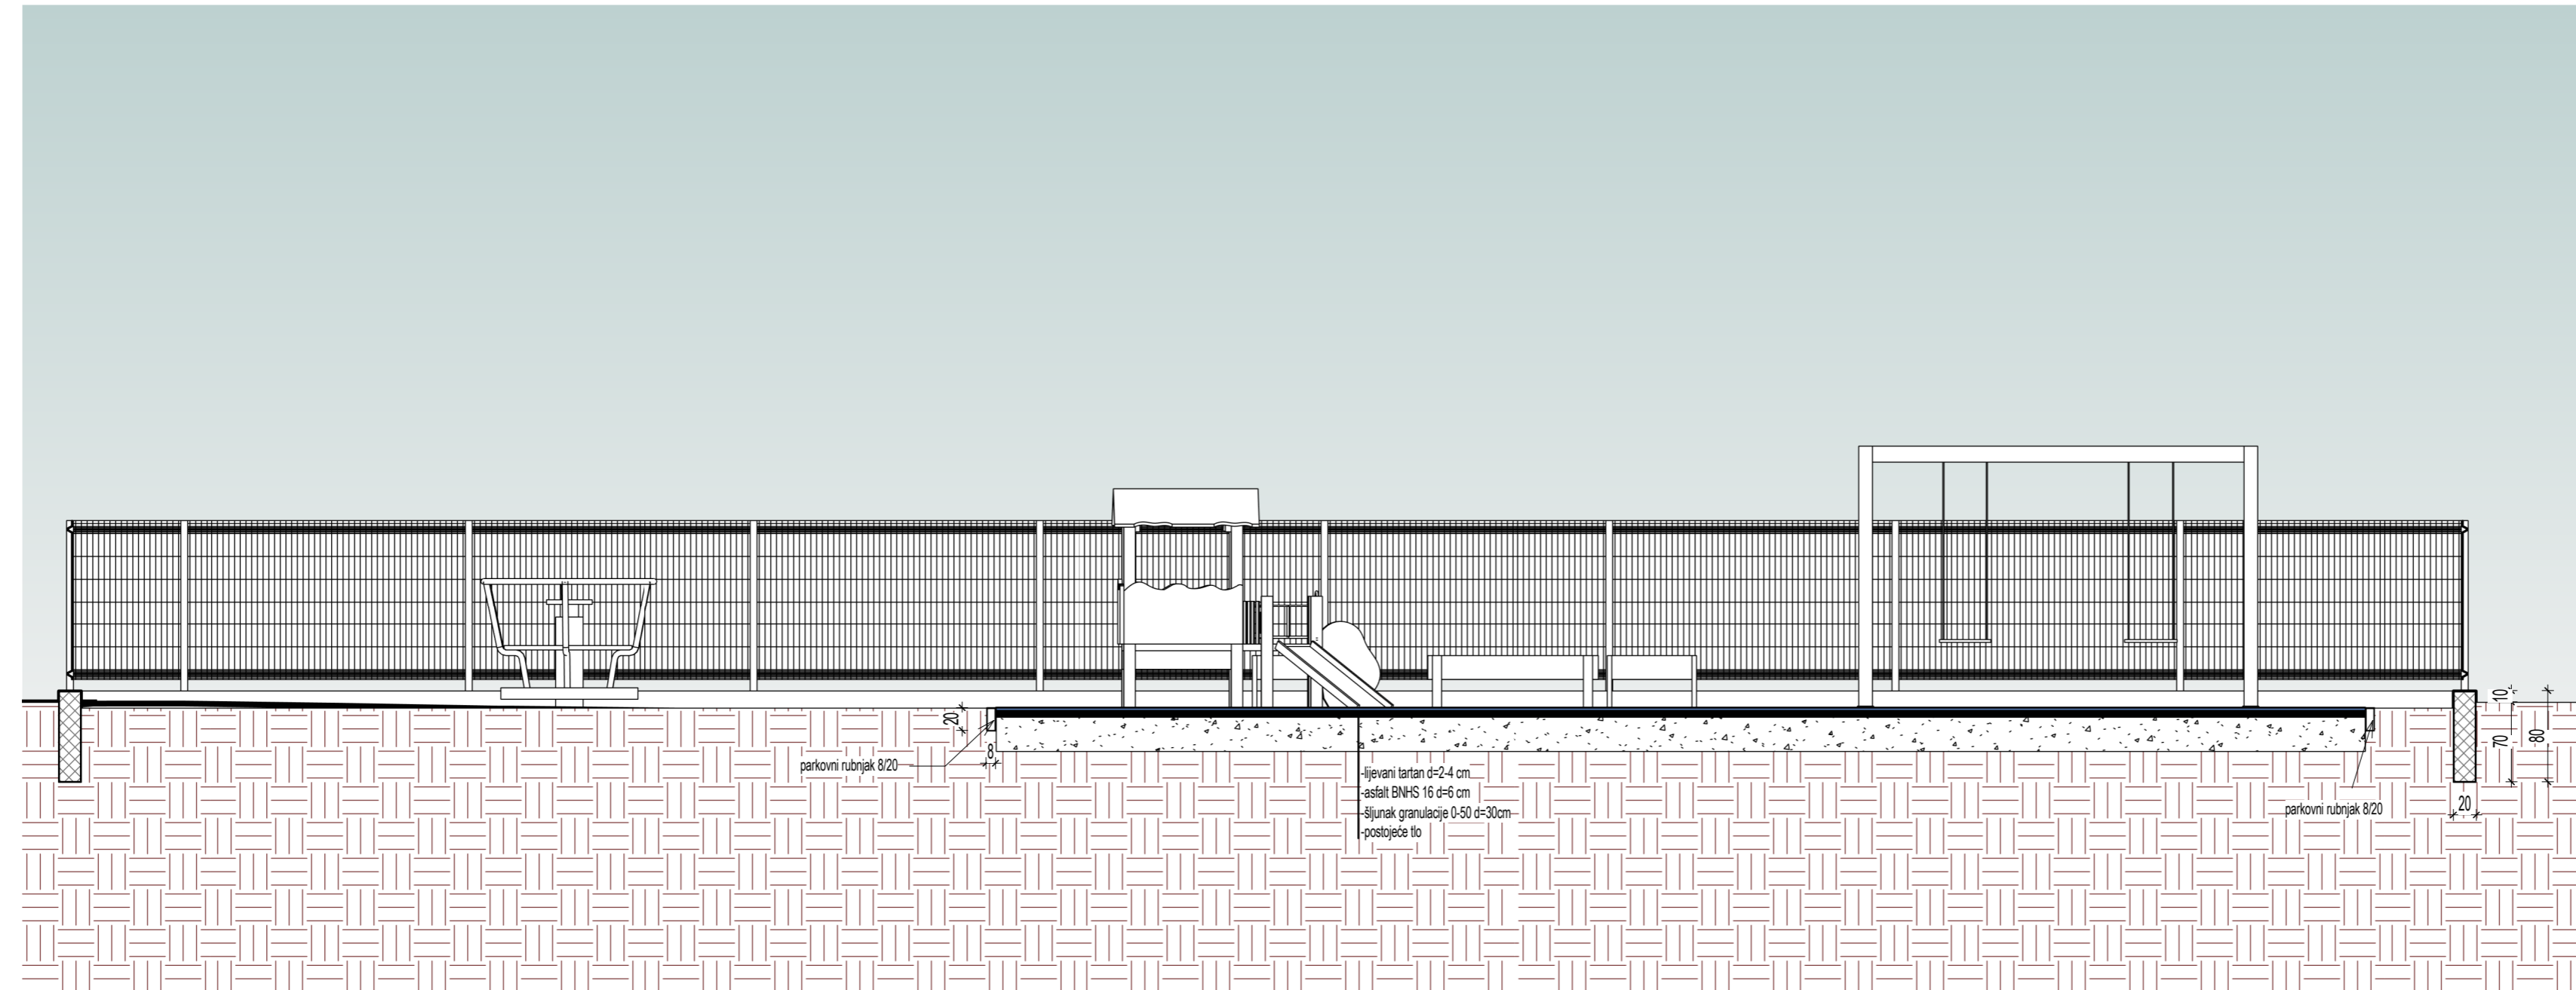 10
20
70
80
8
parkovni rubnjak 8/20
-lijevani tartan d=2-4 cm
-asfalt BNHS 16 d=6 cm
-šljunak granulacije 0-50 d=30cm
-postojeće tlo
parkovni rubnjak 8/20
20